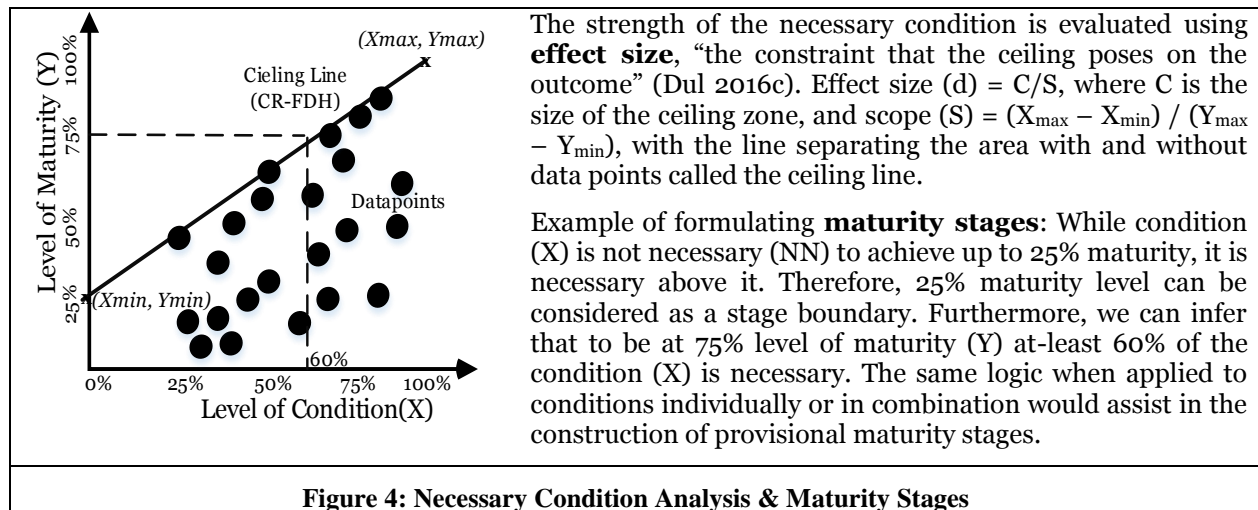 Level of Maturity (Y)
100%
75%
50%
25%
(Xmax, Ymax)
Cieling Line
(CR-FDH)
Datapoints
(Xmin, Ymin)
60%
0% 25% 50% 75% 100%
Level of Condition(X)
The strength of the necessary condition is evaluated using
effect size, “the constraint that the ceiling poses on the
outcome” (Dul 2016c). Effect size (d) = C/S, where C is the
size of the ceiling zone, and scope (S) = (Xmax – Xmin) / (Ymax
– Ymin), with the line separating the area with and without
data points called the ceiling line.
Example of formulating maturity stages: While condition
(X) is not necessary (NN) to achieve up to 25% maturity, it is
necessary above it. Therefore, 25% maturity level can be
considered as a stage boundary. Furthermore, we can infer
that to be at 75% level of maturity (Y) at-least 60% of the
condition (X) is necessary. The same logic when applied to
conditions individually or in combination would assist in the
construction of provisional maturity stages.
Figure 4: Necessary Condition Analysis & Maturity Stages